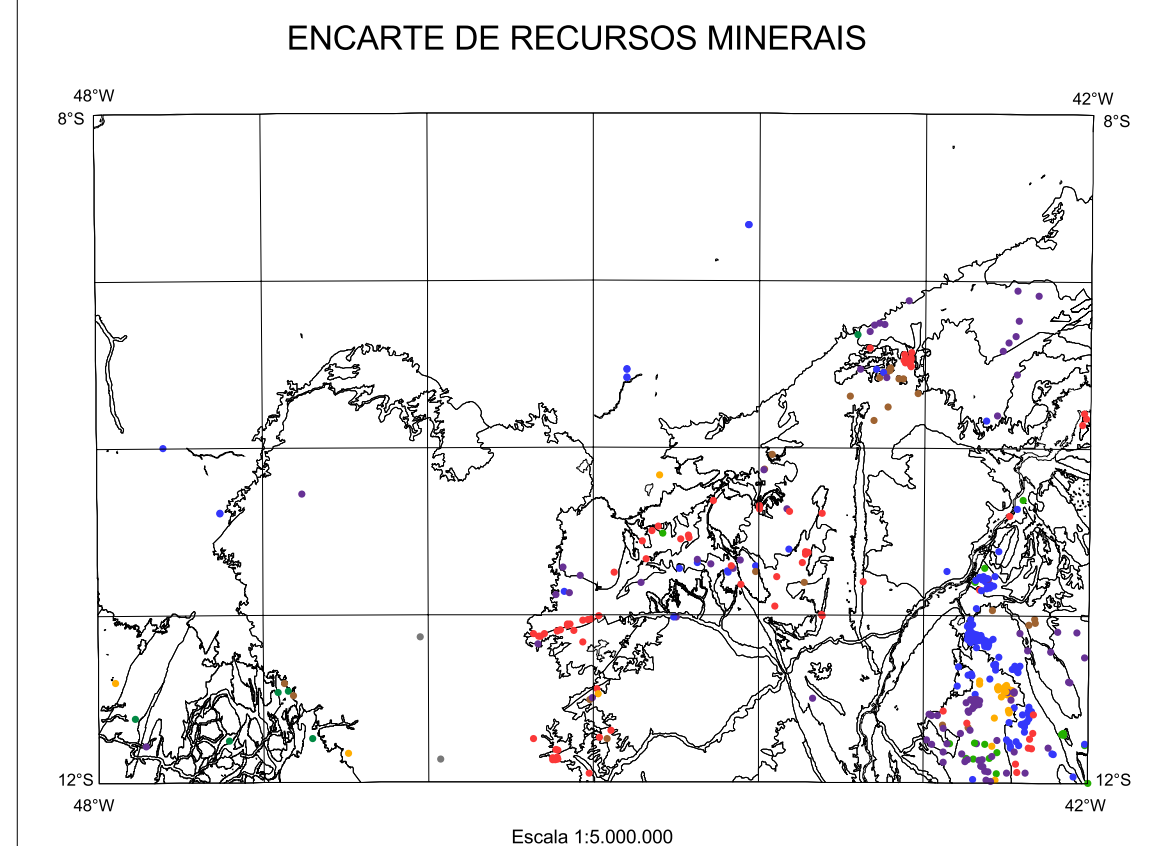 ENCARTE DE RECURSOS MINERAIS
48°W
42°W
8°S
8°S
12°S
12°S
48°W
42°W
Escala 1:5.000.000